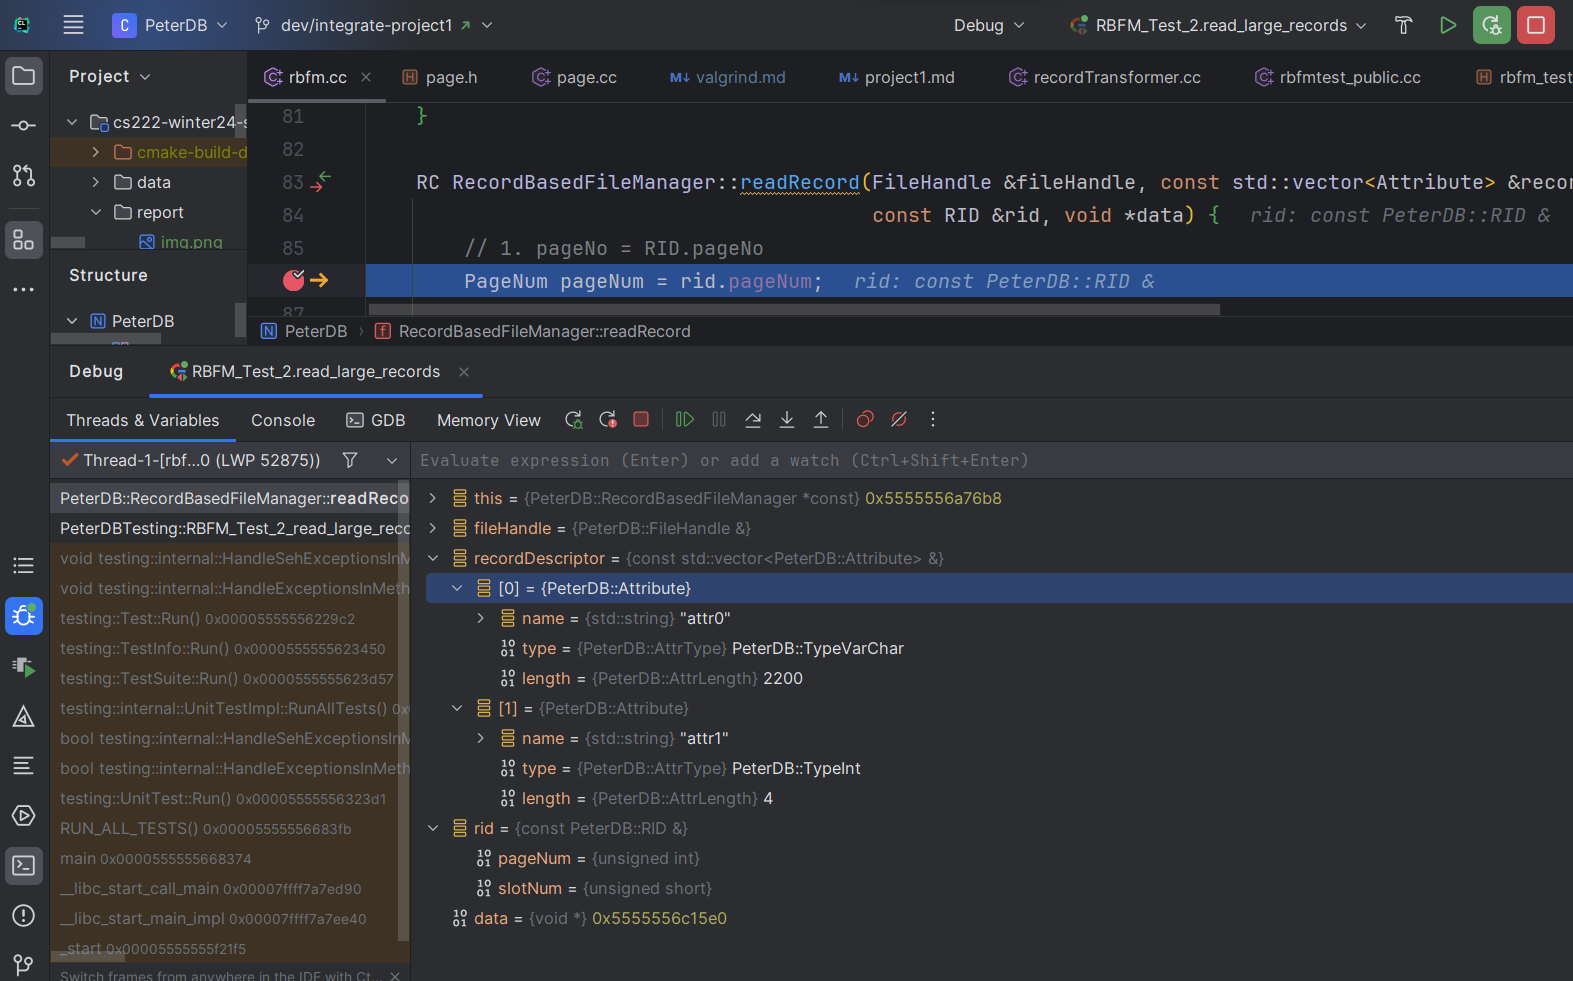 CL
C PeterDB dev/integrate-project1 Debug RBFM_Test_2.read_large_records
Project rbfm.cc page.h page.cc valgrind.md project1.md recordTransformer.cc rbfmtest_public.cc rbfm_test
cs222-winter24-s
cmake-build-d
data
report
img.png
Structure
PeterDB
81 }
82
83 RC RecordBasedFileManager::readRecord(FileHandle &fileHandle, const std::vector<Attribute> &recor
84 const RID &rid, void *data) { rid: const PeterDB::RID &
85 // 1. pageNo = RID.pageNo
PageNum pageNum = rid.pageNum; rid: const PeterDB::RID &
87
PeterDB › RecordBasedFileManager::readRecord
Debug RBFM_Test_2.read_large_records
Threads & Variables Console GDB Memory View
Thread-1-[rbf...0 (LWP 52875))
Evaluate expression (Enter) or add a watch (Ctrl+Shift+Enter)
PeterDB::RecordBasedFileManager::readReco
PeterDBTesting::RBFM_Test_2_read_large_reco
void testing::internal::HandleSehExceptionsInM
void testing::internal::HandleExceptionsInMeth
testing::Test::Run() 0x00005555556229c2
testing::TestInfo::Run() 0x0000555555623450
testing::TestSuite::Run() 0x0000555555623d57
testing::internal::UnitTestImpl::RunAllTests() 0x
bool testing::internal::HandleSehExceptionsInM
bool testing::internal::HandleExceptionsInMeth
testing::UnitTest::Run() 0x00005555556323d1
RUN_ALL_TESTS() 0x00005555556683fb
main 0x0000555555668374
__libc_start_call_main 0x00007ffff7a7ed90
__libc_start_main_impl 0x00007ffff7a7ee40
_start 0x00005555555f21f5
Switch frames from anywhere in the IDE with Ct...
this = {PeterDB::RecordBasedFileManager *const} 0x5555556a76b8
fileHandle = {PeterDB::FileHandle &}
recordDescriptor = {const std::vector<PeterDB::Attribute> &}
[0] = {PeterDB::Attribute}
name = {std::string} "attr0"
type = {PeterDB::AttrType} PeterDB::TypeVarChar
length = {PeterDB::AttrLength} 2200
[1] = {PeterDB::Attribute}
name = {std::string} "attr1"
type = {PeterDB::AttrType} PeterDB::TypeInt
length = {PeterDB::AttrLength} 4
rid = {const PeterDB::RID &}
pageNum = {unsigned int}
slotNum = {unsigned short}
data = {void *} 0x5555556c15e0